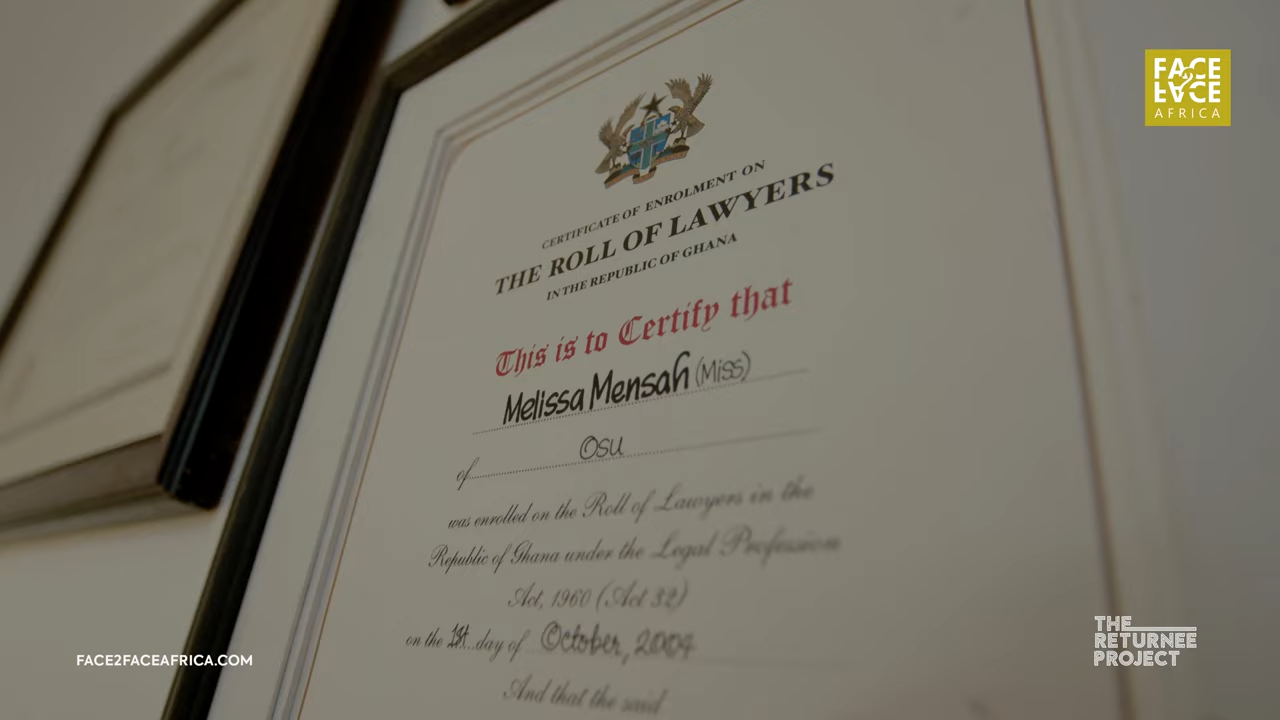 FACE
2
FACE
AFRICA
CERTIFICATE OF ENROLMENT ON
THE ROLL OF LAWYERS
IN THE REPUBLIC OF GHANA
This is to Certify that
Melissa Mensah (Miss)
of Osu
was enrolled on the Roll of Lawyers in the
Republic of Ghana under the Legal Profession
Act, 1960 (Act 32)
on the 1st day of October, 2004
And that the said
FACE2FACEAFRICA.COM
THE
RETURNEE
PROJECT